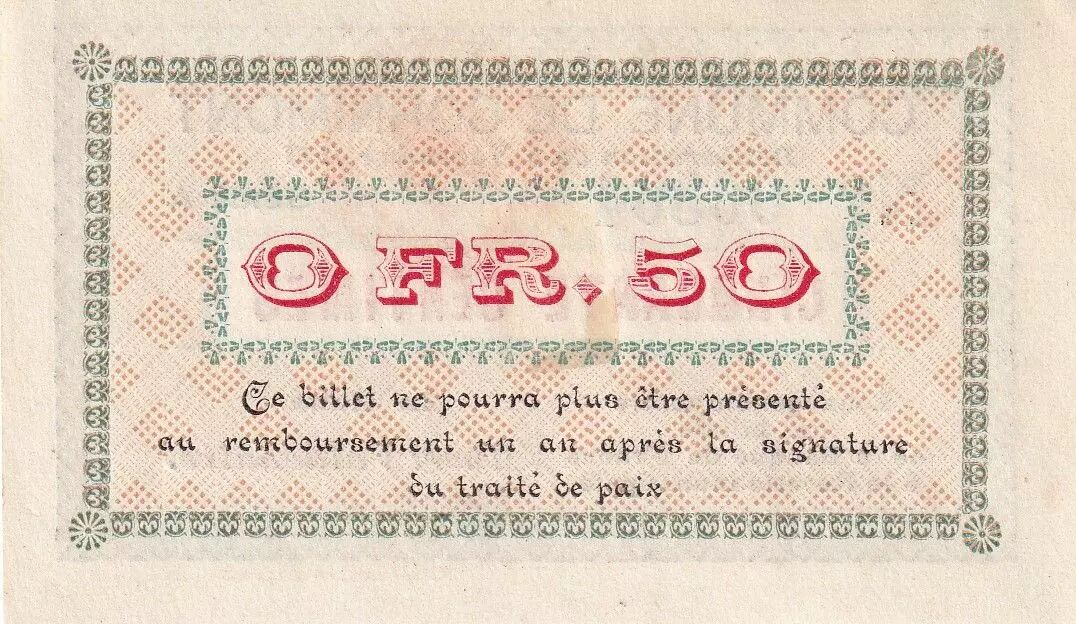 0 FR. 50
Ce billet ne pourra plus être présenté
au remboursement un an après la signature
du traité de paix